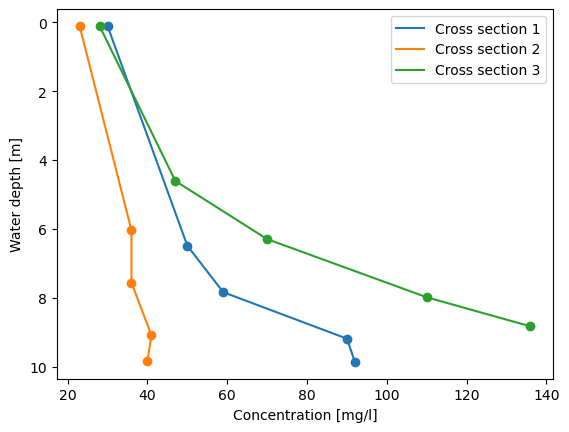 Cross section 1
Cross section 2
Cross section 3
0
2
4
6
8
10
Water depth [m]
20 40 60 80 100 120 140
Concentration [mg/l]